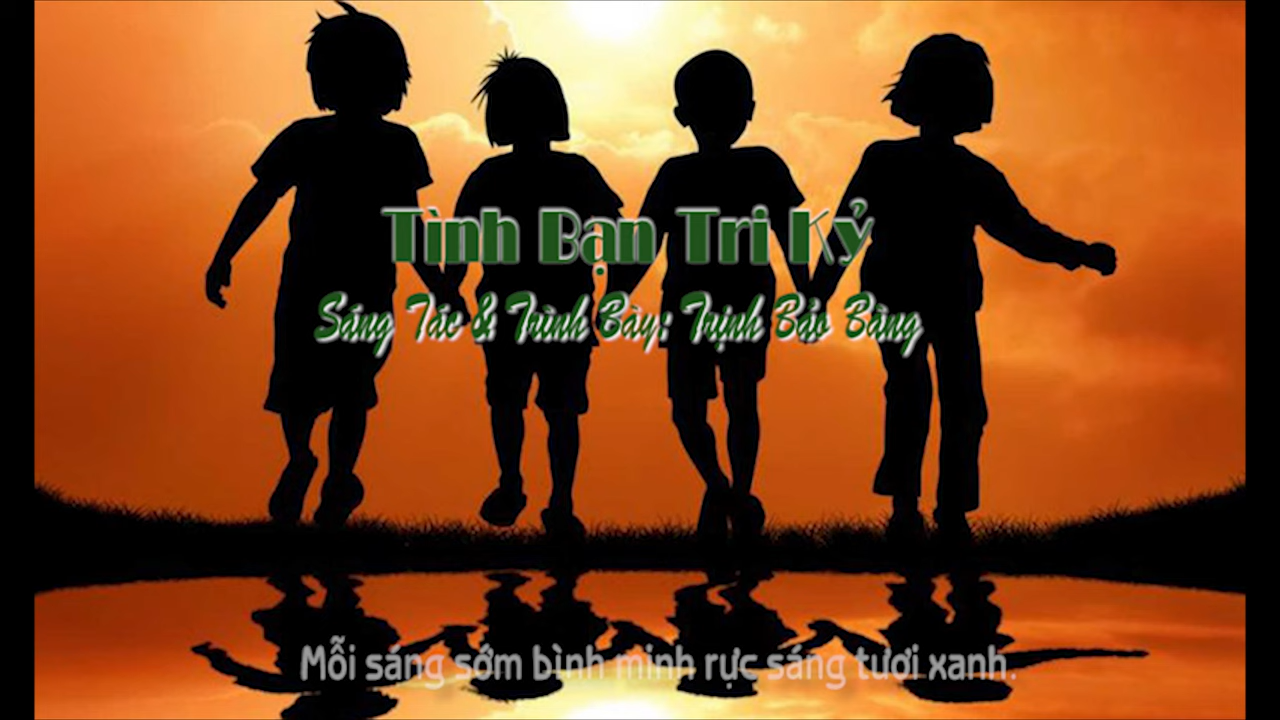 Tình Bạn Tri Kỷ
Sáng Tác & Trình Bày: Trịnh Bảo Bằng
Mỗi sáng sớm bình minh rực sáng tươi xanh.